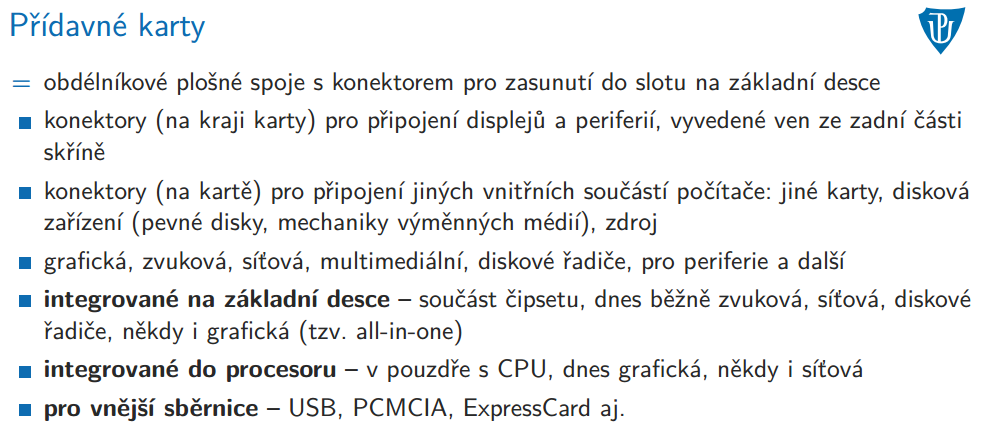 Přídavné karty
= obdélníkové plošné spoje s konektorem pro zasunutí do slotu na základní desce
konektory (na kraji karty) pro připojení displejů a periferií, vyvedené ven ze zadní části
skříně
konektory (na kartě) pro připojení jiných vnitřních součástí počítače: jiné karty, disková
zařízení (pevné disky, mechaniky výměnných médií), zdroj
grafická, zvuková, síťová, multimediální, diskové řadiče, pro periferie a další
integrované na základní desce – součást čipsetu, dnes běžně zvuková, síťová, diskové
řadiče, někdy i grafická (tzv. all-in-one)
integrované do procesoru – v pouzdře s CPU, dnes grafická, někdy i síťová
pro vnější sběrnice – USB, PCMCIA, ExpressCard aj.